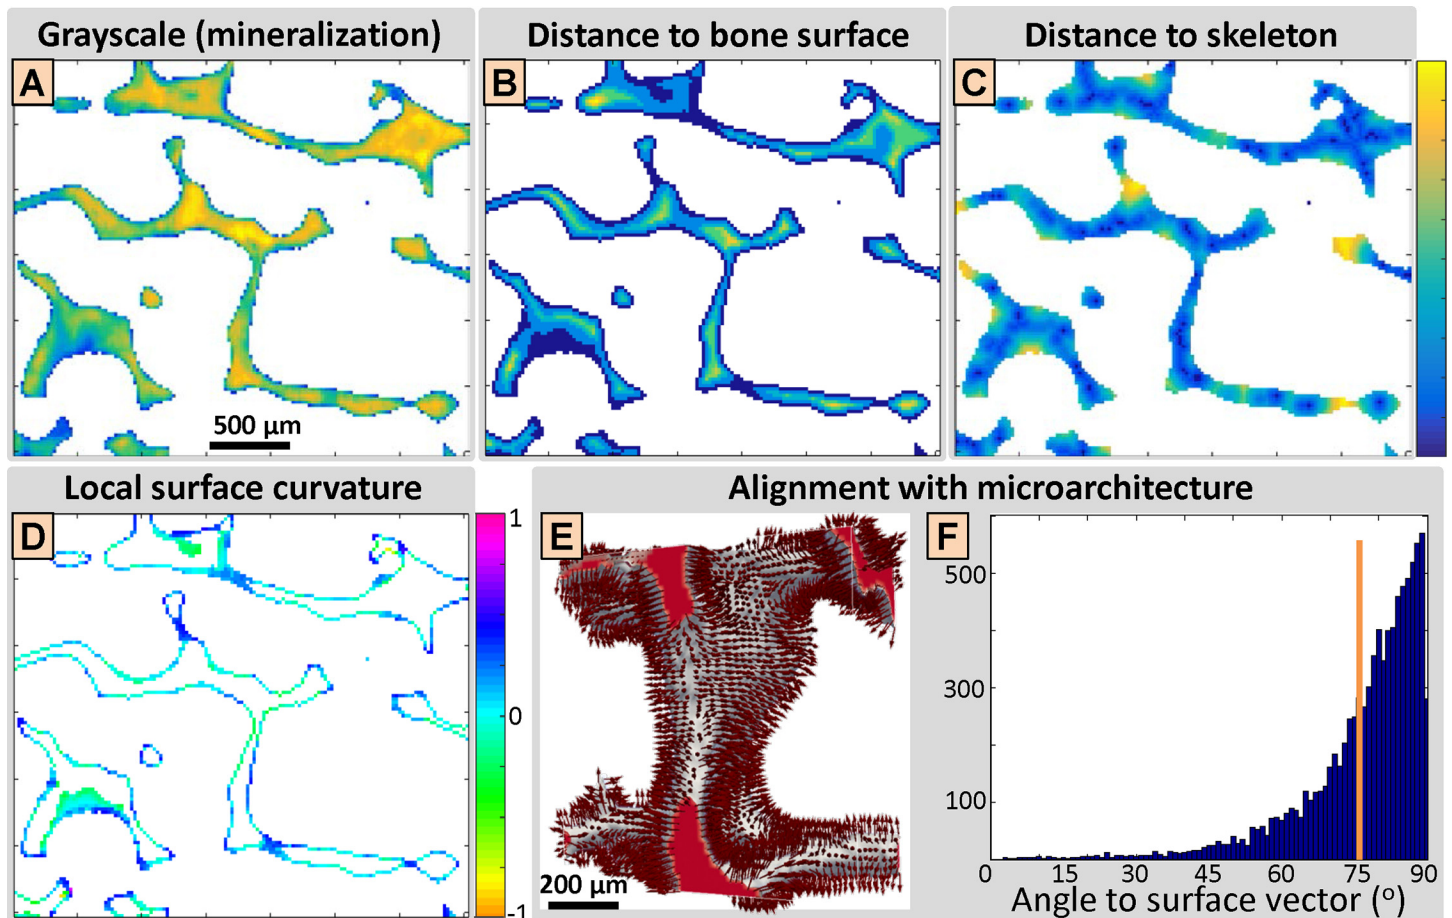 Grayscale (mineralization)
Distance to bone surface
Distance to skeleton
A
B
C
500 µm
Local surface curvature
Alignment with microarchitecture
D
1
0
-1
E
200 µm
F
500
300
100
0 15 30 45 60 75 90
Angle to surface vector (°)